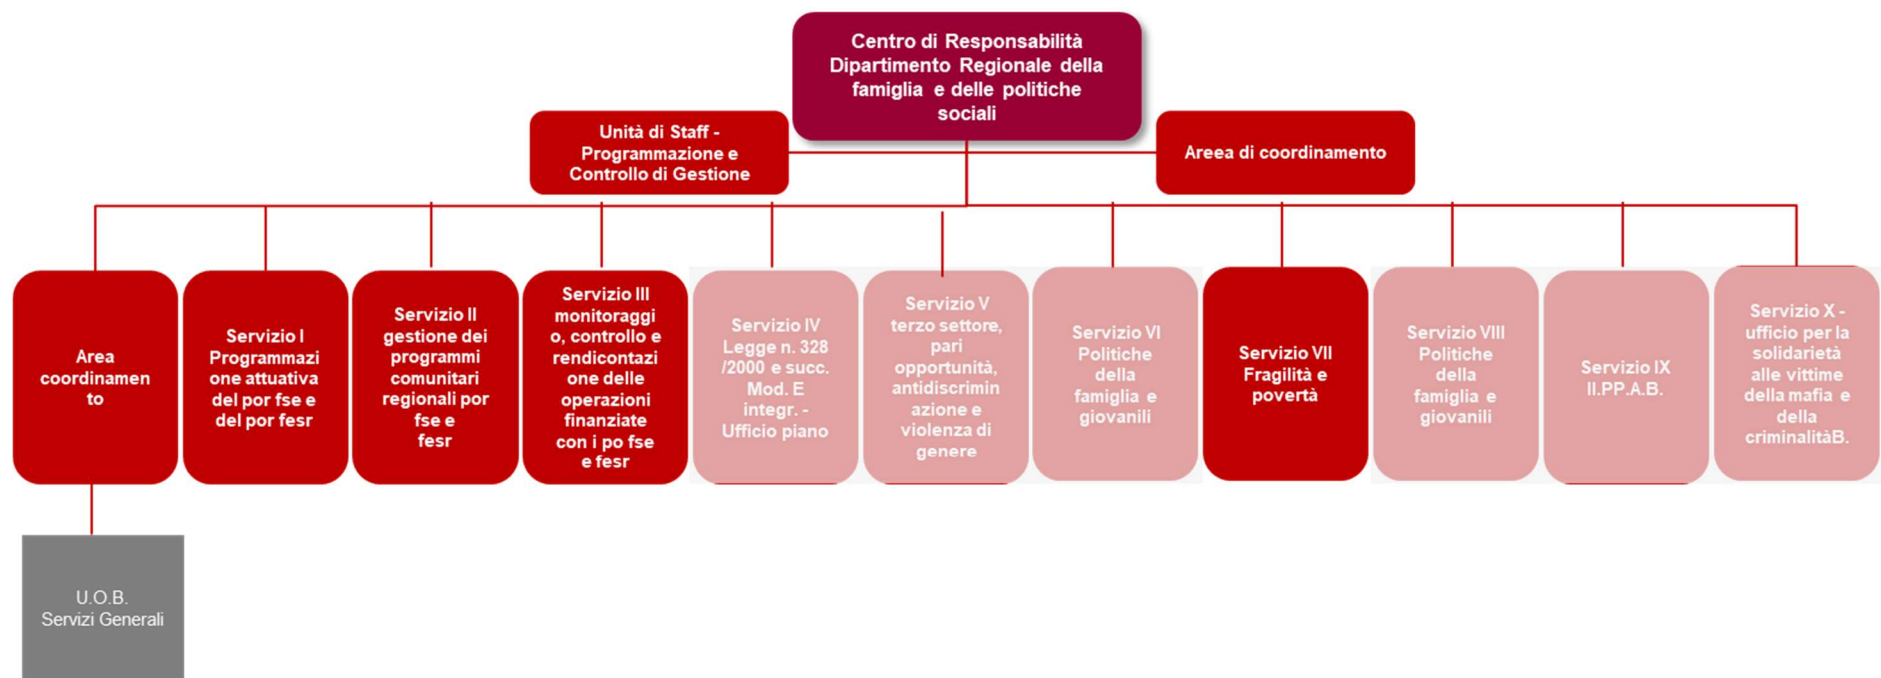 Centro di Responsabilità
Dipartimento Regionale della
famiglia e delle politiche
sociali
Unità di Staff -
Programmazione e
Controllo di Gestione
Areea di coordinamento
Area
coordinamen
to
Servizio I
Programmazi
one attuativa
del por fse e
del por fesr
Servizio II
gestione dei
programmi
comunitari
regionali por
fse e
fesr
Servizio III
monitoraggi
o, controllo e
rendicontazi
one delle
operazioni
finanziate
con i po fse
e fesr
Servizio IV
Legge n. 328
/2000 e succ.
Mod. E
integr. -
Ufficio piano
Servizio V
terzo settore,
pari
opportunità,
antidiscrimin
azione e
violenza di
genere
Servizio VI
Politiche
della
famiglia e
giovanili
Servizio VII
Fragilità e
povertà
Servizio VIII
Politiche
della
famiglia e
giovanili
Servizio IX
II.PP.A.B.
Servizio X -
ufficio per la
solidarietà
alle vittime
della mafia e
della
criminalitàB.
U.O.B.
Servizi Generali